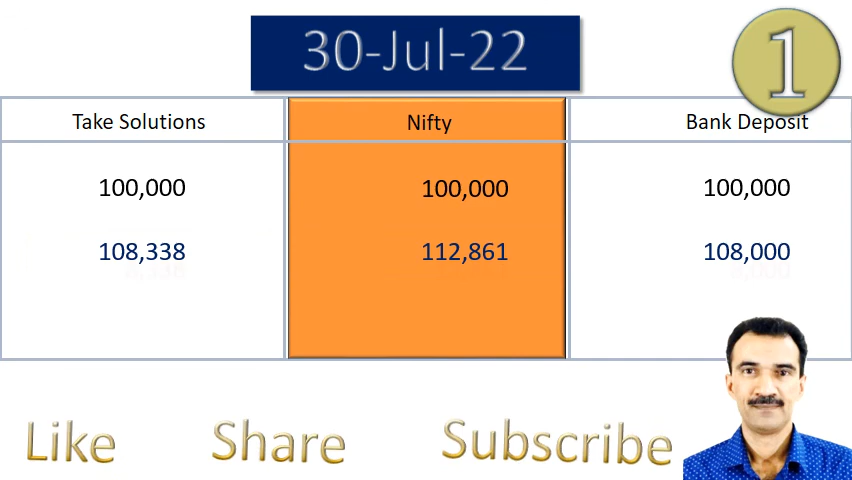 30-Jul-22
1
Take Solutions Nifty Bank Deposit
100,000 100,000 100,000
108,338 112,861 108,000
Like Share Subscribe